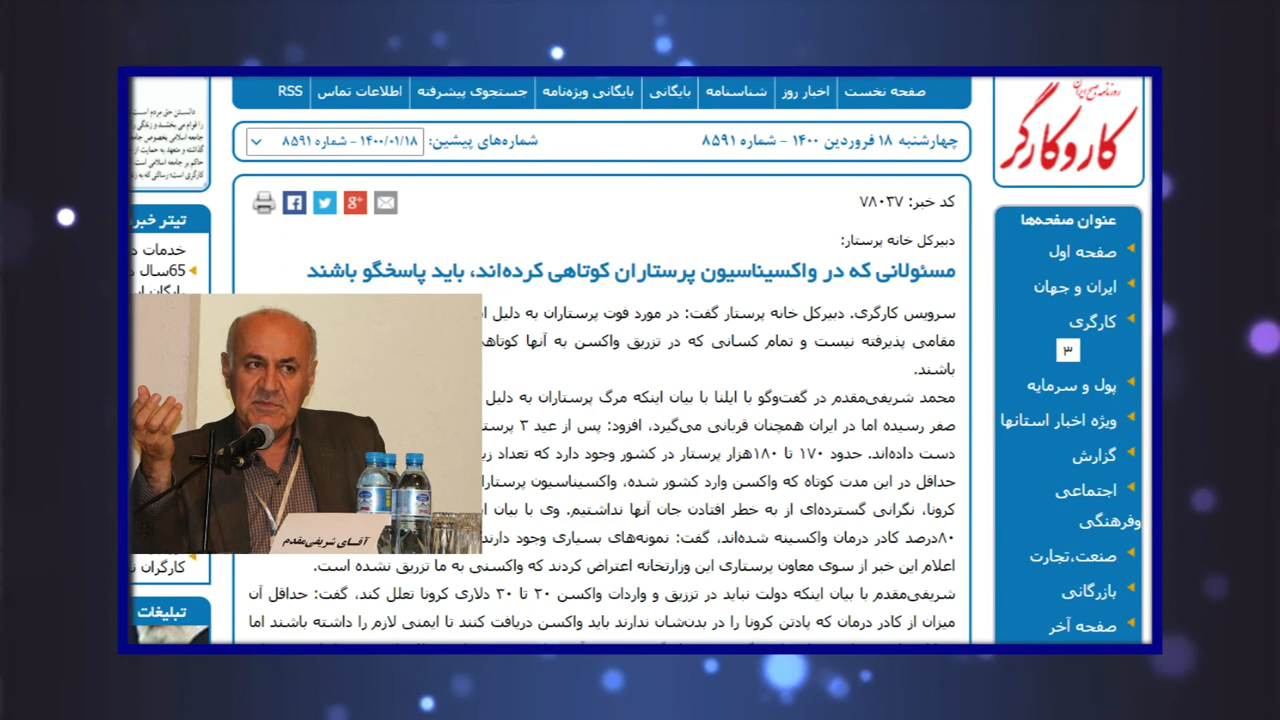 صفحه نخست
اخبار روز
شناسنامه
بایگانی
بایگانی ویژه‌نامه
جستجوی پیشرفته
اطلاعات تماس
RSS
روزنامه صبح ایران
کاروکارگر
چهارشنبه ۱۸ فروردین ۱۴۰۰ - شماره ۸۵۹۱
شماره‌های پیشین:
۱۴۰۰/۰۱/۱۸ - شماره ۸۵۹۱
عنوان صفحه‌ها
صفحه اول
ایران و جهان
کارگری
۳
پول و سرمایه
ویژه اخبار استانها
گزارش
اجتماعی
وفرهنگی
صنعت،تجارت
بازرگانی
صفحه آخر
کد خبر: ۷۸۰۳۷
دبیرکل خانه پرستار:
مسئولانی که در واکسیناسیون پرستاران کوتاهی کرده‌اند، باید پاسخگو باشند
سرویس کارگری. دبیرکل خانه پرستار گفت: در مورد فوت پرستاران به دلیل
مقامی پذیرفته نیست و تمام کسانی که در تزریق واکسن به آنها
باشند.
محمد شریفی‌مقدم در گفت‌وگو با ایلنا با بیان اینکه مرگ پرستاران به دلیل
صفر رسیده اما در ایران همچنان قربانی می‌گیرد، افزود: پس از عید ۳
دست داده‌اند. حدود ۱۷۰ تا ۱۸۰هزار پرستار در کشور وجود دارد که تعداد
حداقل در این مدت کوتاه که واکسن وارد کشور شده، واکسیناسیون
کرونا، نگرانی گسترده‌ای از به خطر افتادن جان آنها نداشتیم. وی با بیان
۸۰درصد کادر درمان واکسینه شده‌اند، گفت: نمونه‌های بسیاری وجود
اعلام این خبر از سوی معاون پرستاری این وزارتخانه اعتراض کردند که واکسنی به ما تزریق نشده است.
شریفی‌مقدم با بیان اینکه دولت نباید در تزریق و واردات واکسن ۲۰ تا ۳۰ دلاری کرونا تعلل کند، گفت: حداقل آن
میزان از کادر درمان که پادتن کرونا را در بدن‌شان ندارند باید واکسن دریافت کنند تا ایمنی لازم را داشته باشند اما
آقـای شریفی‌مقدم
دانستن حق مردم است
تیتر خبر
خدمات
65سال
کارگران
تبلیغات